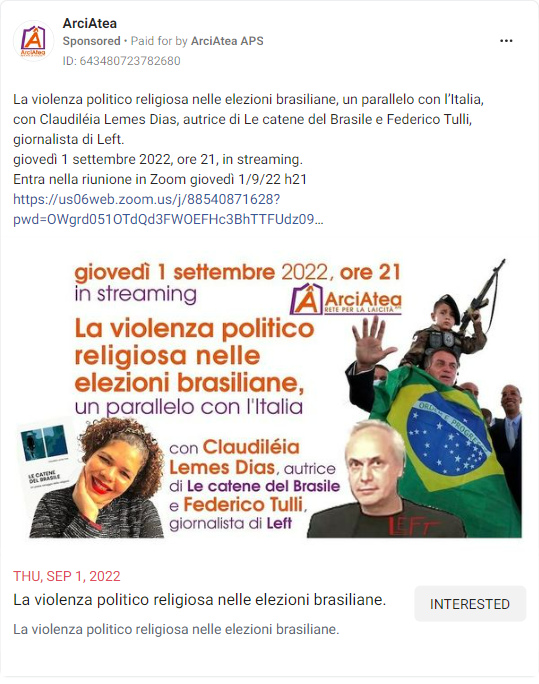 ArciAtea
Sponsored • Paid for by ArciAtea APS
ID: 643480723782680
La violenza politico religiosa nelle elezioni brasiliane, un parallelo con l'Italia,
con Claudiléia Lemes Dias, autrice di Le catene del Brasile e Federico Tulli,
giornalista di Left.
giovedì 1 settembre 2022, ore 21, in streaming.
Entra nella riunione in Zoom giovedì 1/9/22 h21
https://us06web.zoom.us/j/88540871628?
pwd=OWgrd051OTdQd3FWOEFHc3BhTTFUdz09...
giovedì 1 settembre 2022, ore 21
in streaming
ArciAtea
RETE PER LA LAICITÀ
La violenza politico
religiosa nelle
elezioni brasiliane,
un parallelo con l'Italia
LE CATENE
DEL BRASILE
con Claudiléia
Lemes Dias, autrice
di Le catene del Brasile
e Federico Tulli,
giornalista di Left
LEFT
THU, SEP 1, 2022
La violenza politico religiosa nelle elezioni brasiliane.
INTERESTED
La violenza politico religiosa nelle elezioni brasiliane.